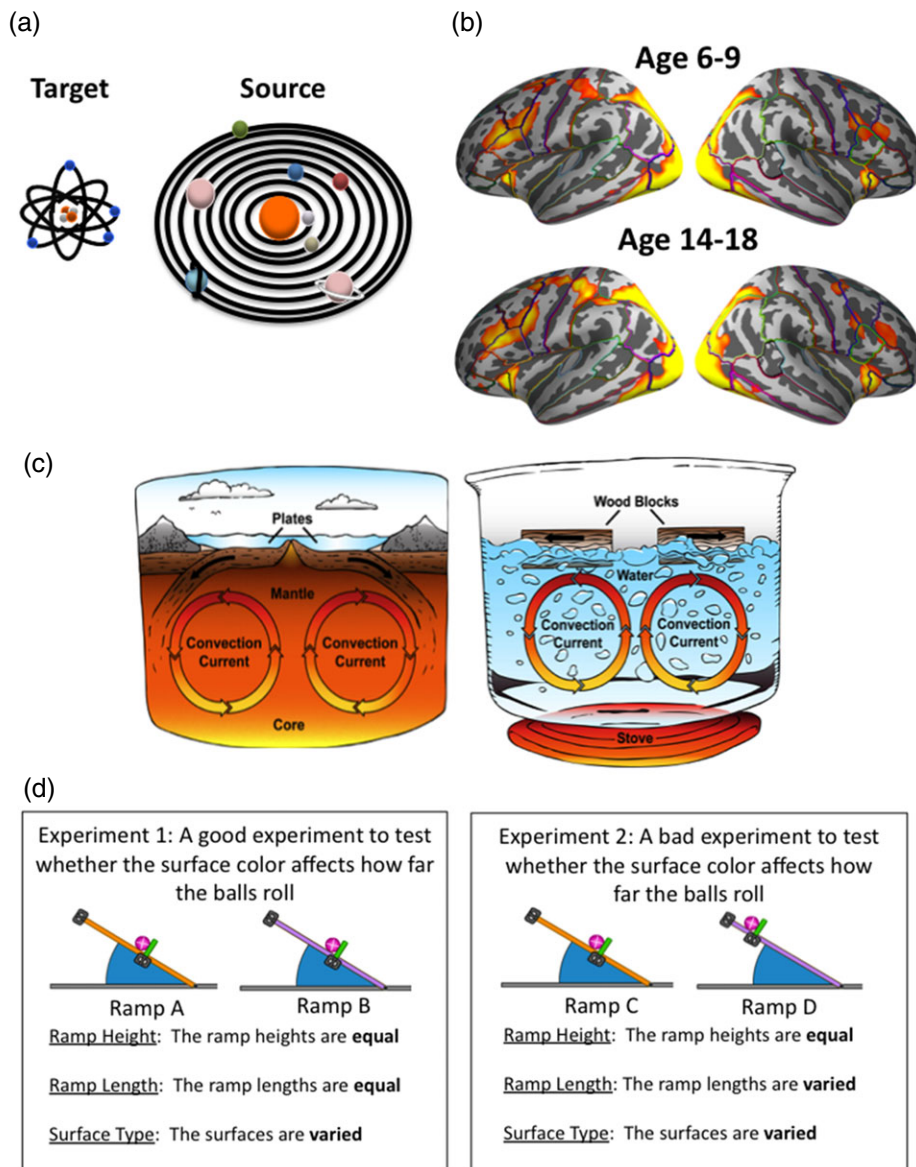 (a)
Target
Source
(b)
Age 6-9
Age 14-18
(c)
Plates
Mantle
Convection
Current
Convection
Current
Core
Wood Blocks
Water
Convection
Current
Convection
Current
Stove
(d)
Experiment 1: A good experiment to test
whether the surface color affects how far
the balls roll
Ramp A
Ramp B
Ramp Height: The ramp heights are equal
Ramp Length: The ramp lengths are equal
Surface Type: The surfaces are varied
Experiment 2: A bad experiment to test
whether the surface color affects how
far the balls roll
Ramp C
Ramp D
Ramp Height: The ramp heights are equal
Ramp Length: The ramp lengths are varied
Surface Type: The surfaces are varied